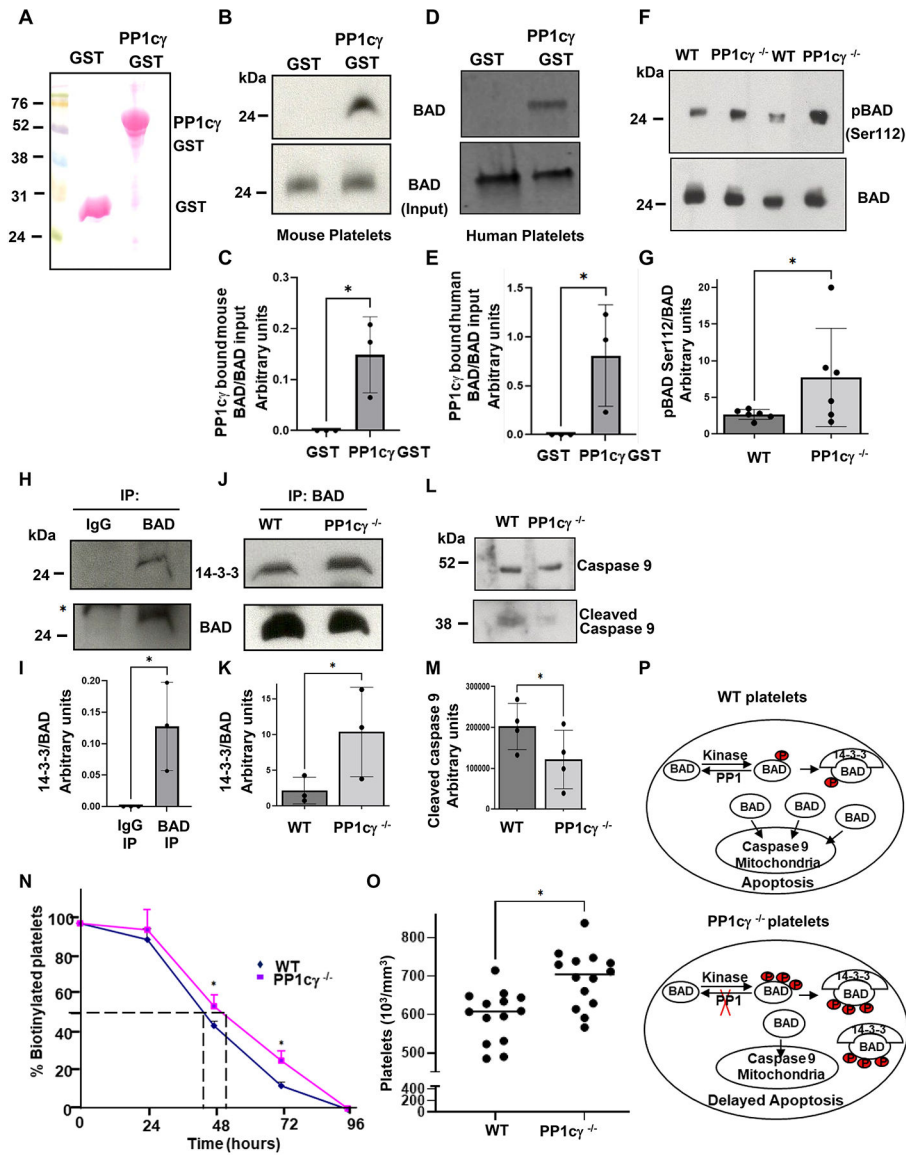 A
GST
PP1cγ
GST
76
52
38
31
24
PP1cγ
GST
GST
B
PP1cγ
GST GST
kDa
24
24
BAD
BAD
(Input)
Mouse Platelets
D
PP1cγ
GST GST
Human Platelets
F
WT PP1cγ -/- WT PP1cγ -/-
kDa
24
24
pBAD
(Ser112)
BAD
C
PP1cγ bound mouse
BAD/BAD input
Arbitrary units
0.3
0.2
0.1
0.0
*
GST PP1cγ GST
E
PP1cγ bound human
BAD/BAD input
Arbitrary units
1.5
1.0
0.5
0.0
*
GST PP1cγ GST
G
pBAD Ser112/BAD
Arbitrary units
20
15
10
5
0
*
WT PP1cγ -/-
H
IP:
IgG BAD
kDa
24
*
24
14-3-3
BAD
J
IP: BAD
WT PP1cγ -/-
L
WT PP1cγ -/-
52
38
Caspase 9
Cleaved
Caspase 9
I
14-3-3/BAD
Arbitrary units
0.20
0.15
0.10
0.05
0.00
*
IgG BAD
IP IP
K
14-3-3/BAD
Arbitrary units
15
10
5
0
*
WT PP1cγ -/-
M
Cleaved caspase 9
Arbitrary units
300000
200000
100000
0
*
WT PP1cγ -/-
N
% Biotinylated platelets
100
80
60
40
20
0
0 24 48 72 96
Time (hours)
*
*
WT
PP1cγ -/-
O
Platelets (10³/mm³)
800
700
600
500
400
200
0
*
WT PP1cγ -/-
P
WT platelets
BAD
Kinase
PP1
BAD
P
14-3-3
BAD
P
BAD
BAD
BAD
Caspase 9
Mitochondria
Apoptosis
PP1cγ -/- platelets
BAD
Kinase
PP1
X
P P P
BAD
14-3-3
BAD
P P P
BAD
14-3-3
BAD
P P P
Caspase 9
Mitochondria
Delayed Apoptosis